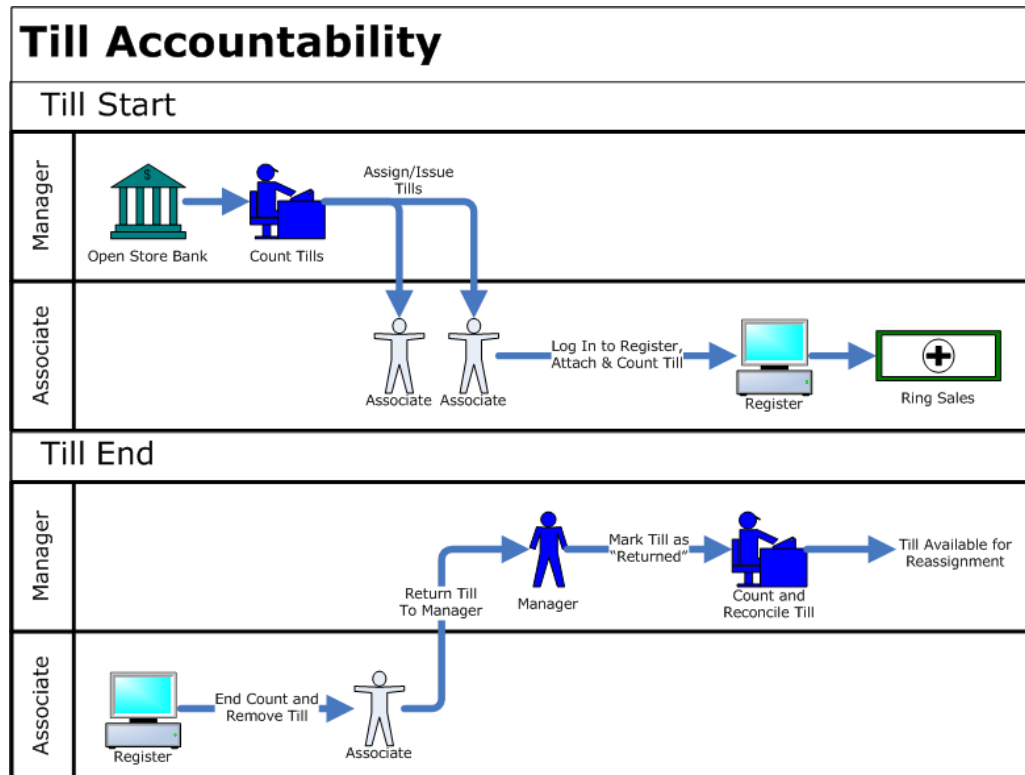 Till Accountability
Till Start
Manager
$
Open Store Bank
Count Tills
Assign/Issue
Tills
Associate
Associate
Associate
Log In to Register,
Attach & Count Till
Register
Ring Sales
Till End
Manager
Return Till
To Manager
Manager
Mark Till as
“Returned”
Count and
Reconcile Till
Till Available for
Reassignment
Associate
Register
End Count and
Remove Till
Associate